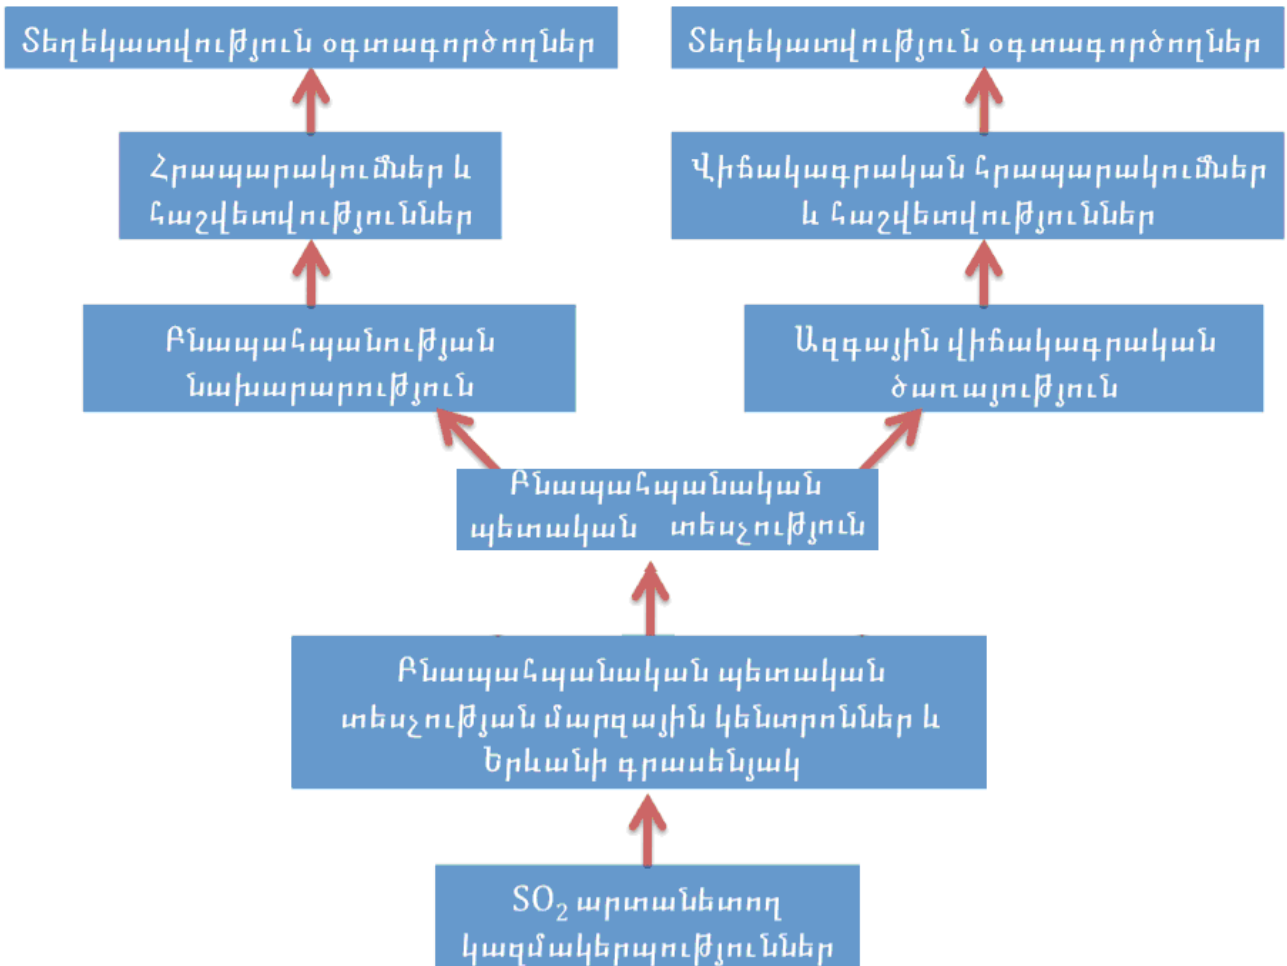 Տեղեկատվություն օգտագործողներ
Տեղեկատվություն օգտագործողներ
Հրապարակումներ և
հաշվետվություններ
Վիճակագրական հրապարակումներ
և հաշվետվություններ
Բնապահպանության
նախարարություն
Ազգային վիճակագրական
ծառայություն
Բնապահպանական
պետական տեսչություն
Բնապահպանական պետական
տեսչության մարզային կենտրոններ և
Երևանի գրասենյակ
SO₂ արտանետող
կազմակերպություններ